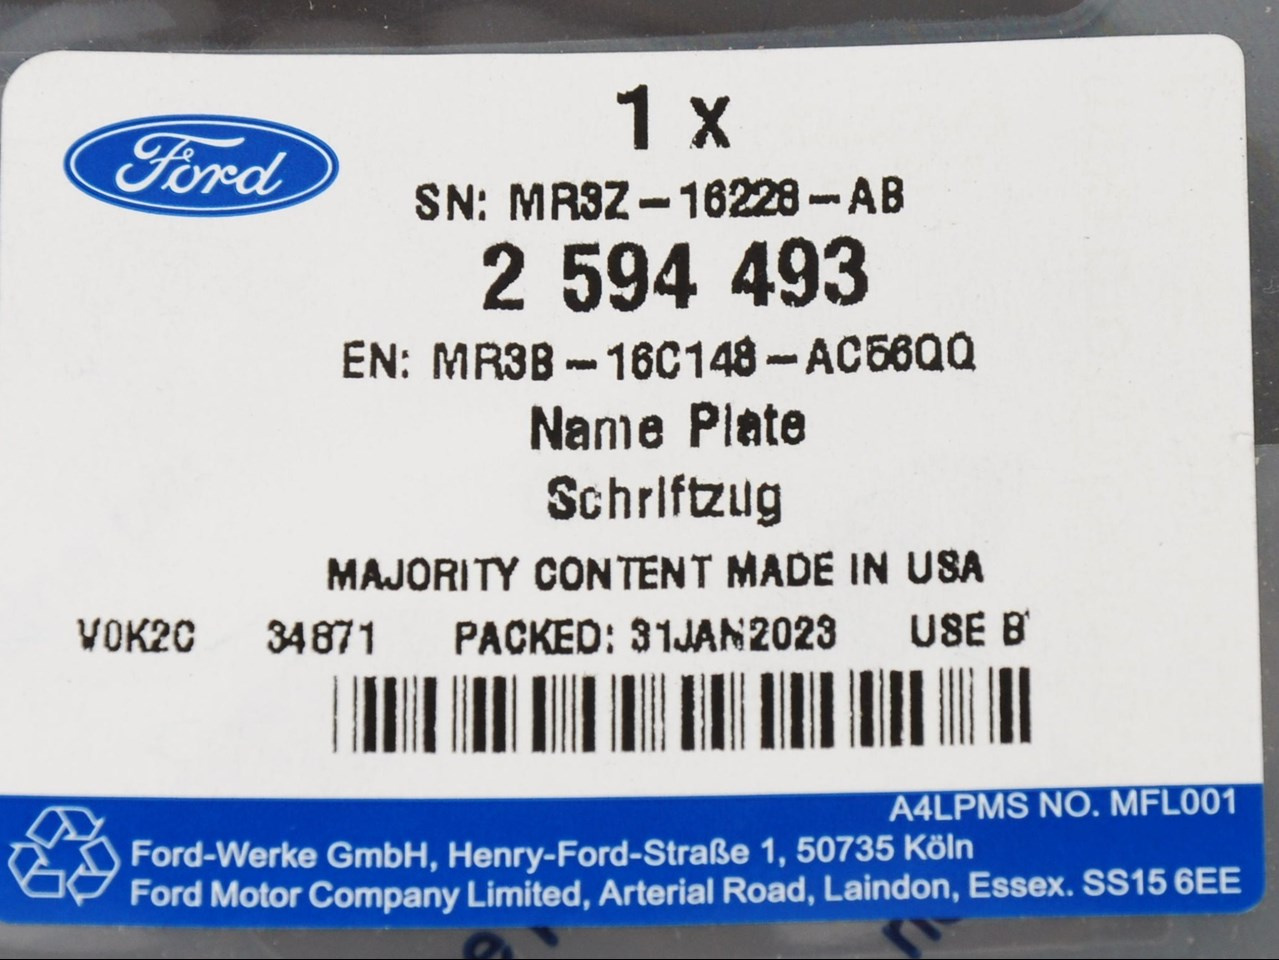 1 x
Ford
SN: MR3Z-16228-AB
2 594 493
EN: MR3B-16C148-AC56QQ
Name Plate
Schriftzug
MAJORITY CONTENT MADE IN USA
V0K2C 34871 PACKED: 31JAN2023 USE B
A4LPMS NO. MFL001
Ford-Werke GmbH, Henry-Ford-Straße 1, 50735 Köln
Ford Motor Company Limited, Arterial Road, Laindon, Essex. SS15 6EE